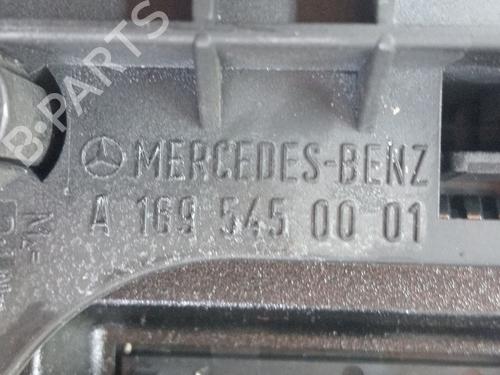 B-PARTS
MERCEDES-BENZ
A 169 545 00 01